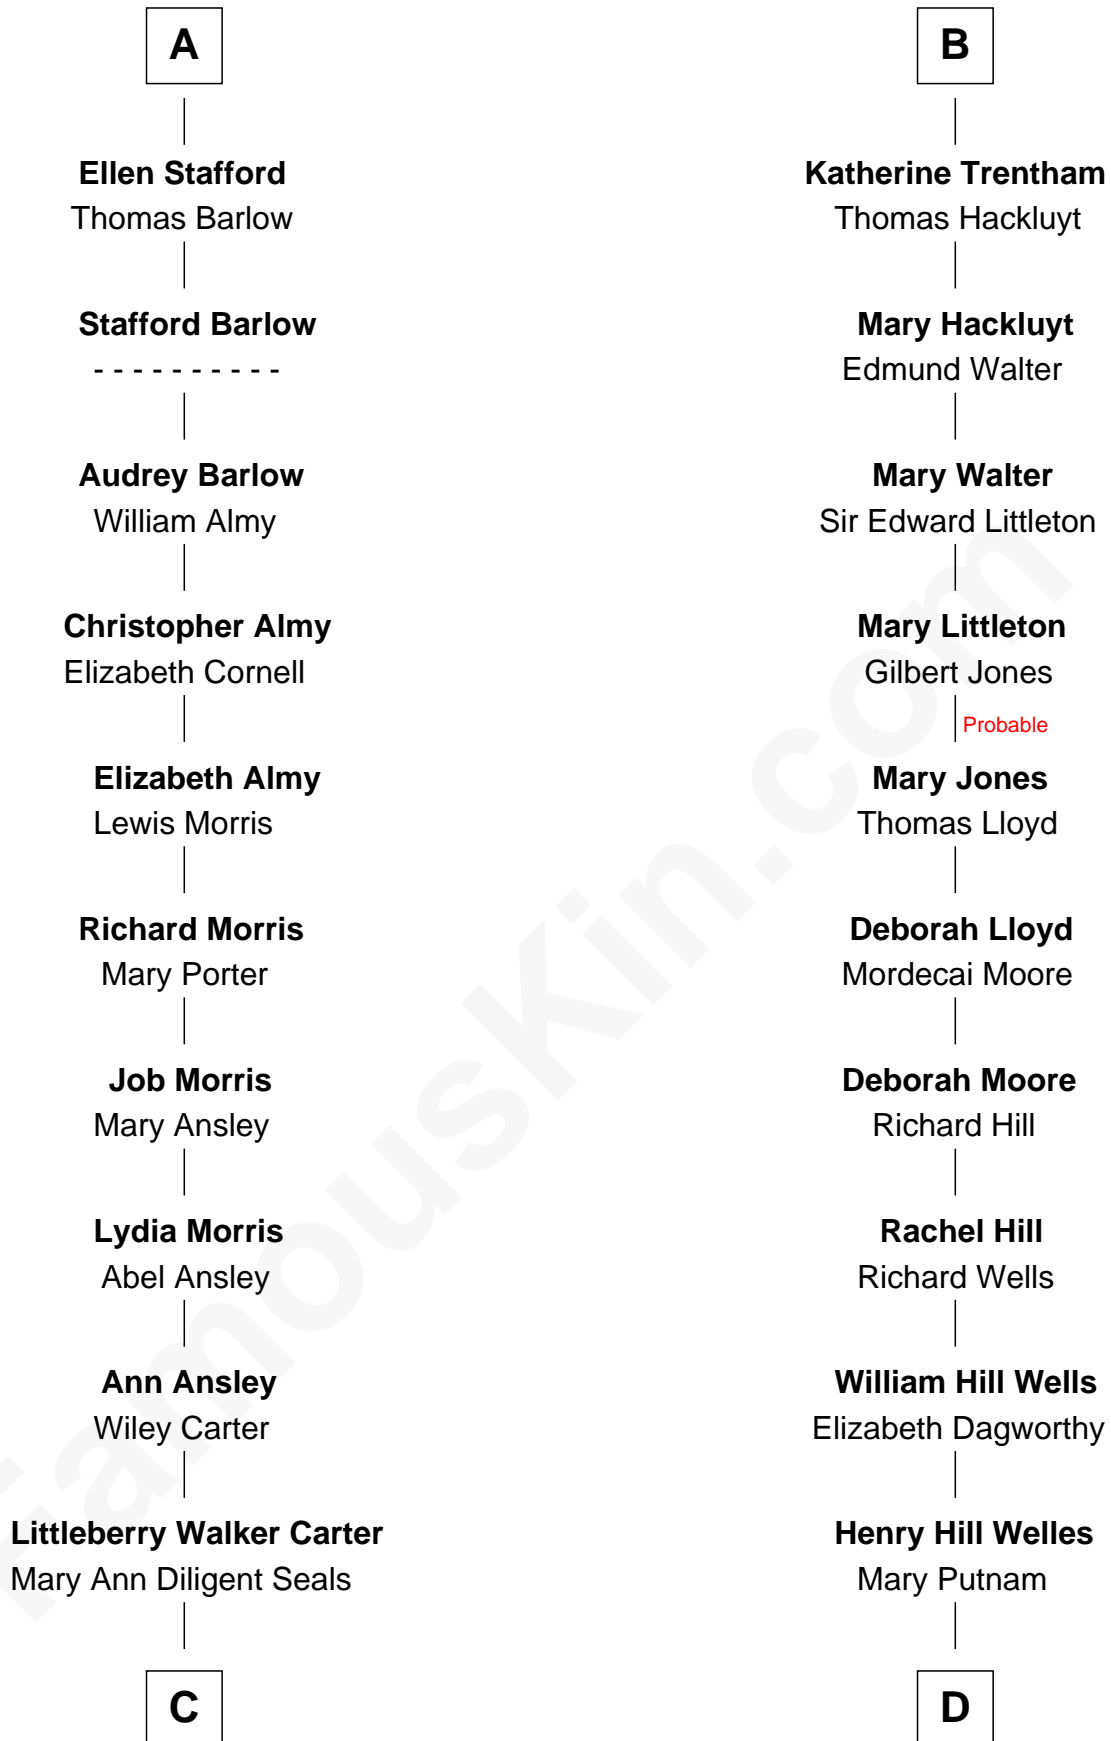 A
Ellen Stafford
Thomas Barlow
Stafford Barlow
- - - - - - - - - -
Audrey Barlow
William Almy
Christopher Almy
Elizabeth Cornell
Elizabeth Almy
Lewis Morris
Richard Morris
Mary Porter
Job Morris
Mary Ansley
Lydia Morris
Abel Ansley
Ann Ansley
Wiley Carter
Littleberry Walker Carter
Mary Ann Diligent Seals
C
B
Katherine Trentham
Thomas Hackluyt
Mary Hackluyt
Edmund Walter
Mary Walter
Sir Edward Littleton
Mary Littleton
Gilbert Jones
Probable
Mary Jones
Thomas Lloyd
Deborah Lloyd
Mordecai Moore
Deborah Moore
Richard Hill
Rachel Hill
Richard Wells
William Hill Wells
Elizabeth Dagworthy
Henry Hill Welles
Mary Putnam
D
FamousKin.com